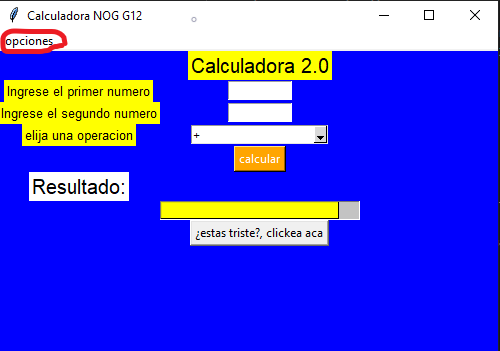 Calculadora NOG G12
opciones
Calculadora 2.0
Ingrese el primer numero
Ingrese el segundo numero
elija una operacion
+
calcular
Resultado:
¿estas triste?, clickea aca